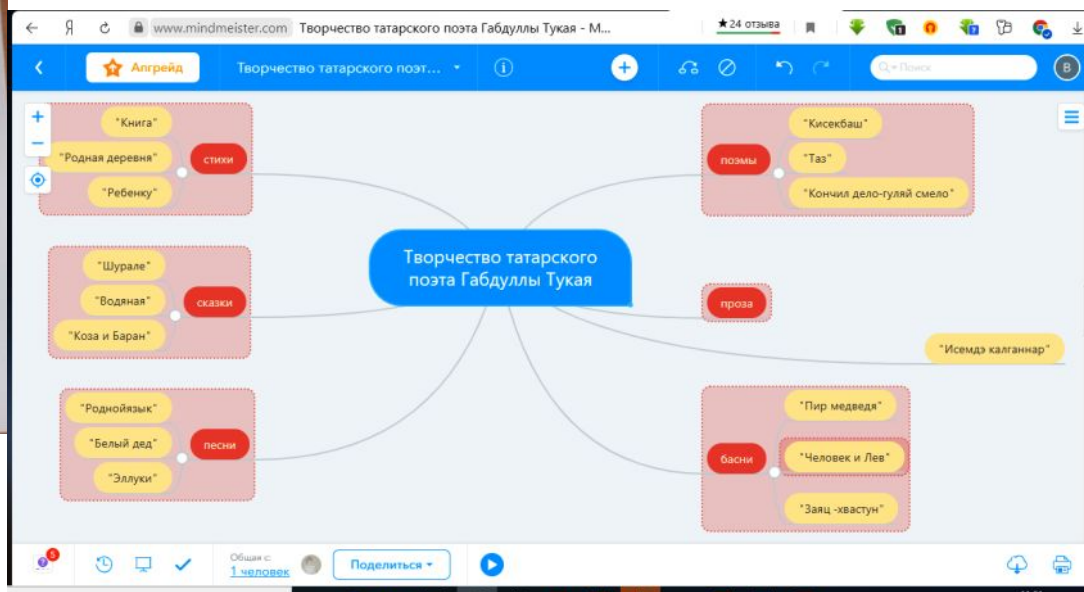 Я www.mindmeister.com Творчество татарского поэта Габдуллы Тукая - М... ★24 отзыва
Апгрейд Творчество татарского поэт... Поиск В
"Книга"
"Родная деревня"
"Ребенку"
стихи
"Шурале"
"Водяная"
"Коза и Баран"
сказки
"Роднойязык"
"Белый дед"
"Эллуки"
песни
Творчество татарского
поэта Габдуллы Тукая
поэмы
"Кисекбаш"
"Таз"
"Кончил дело-гуляй смело"
проза
"Исемдэ калганнар"
басни
"Пир медведя"
"Человек и Лев"
"Заяц -хвастун"
5
Общая с:
1 человек
Поделиться